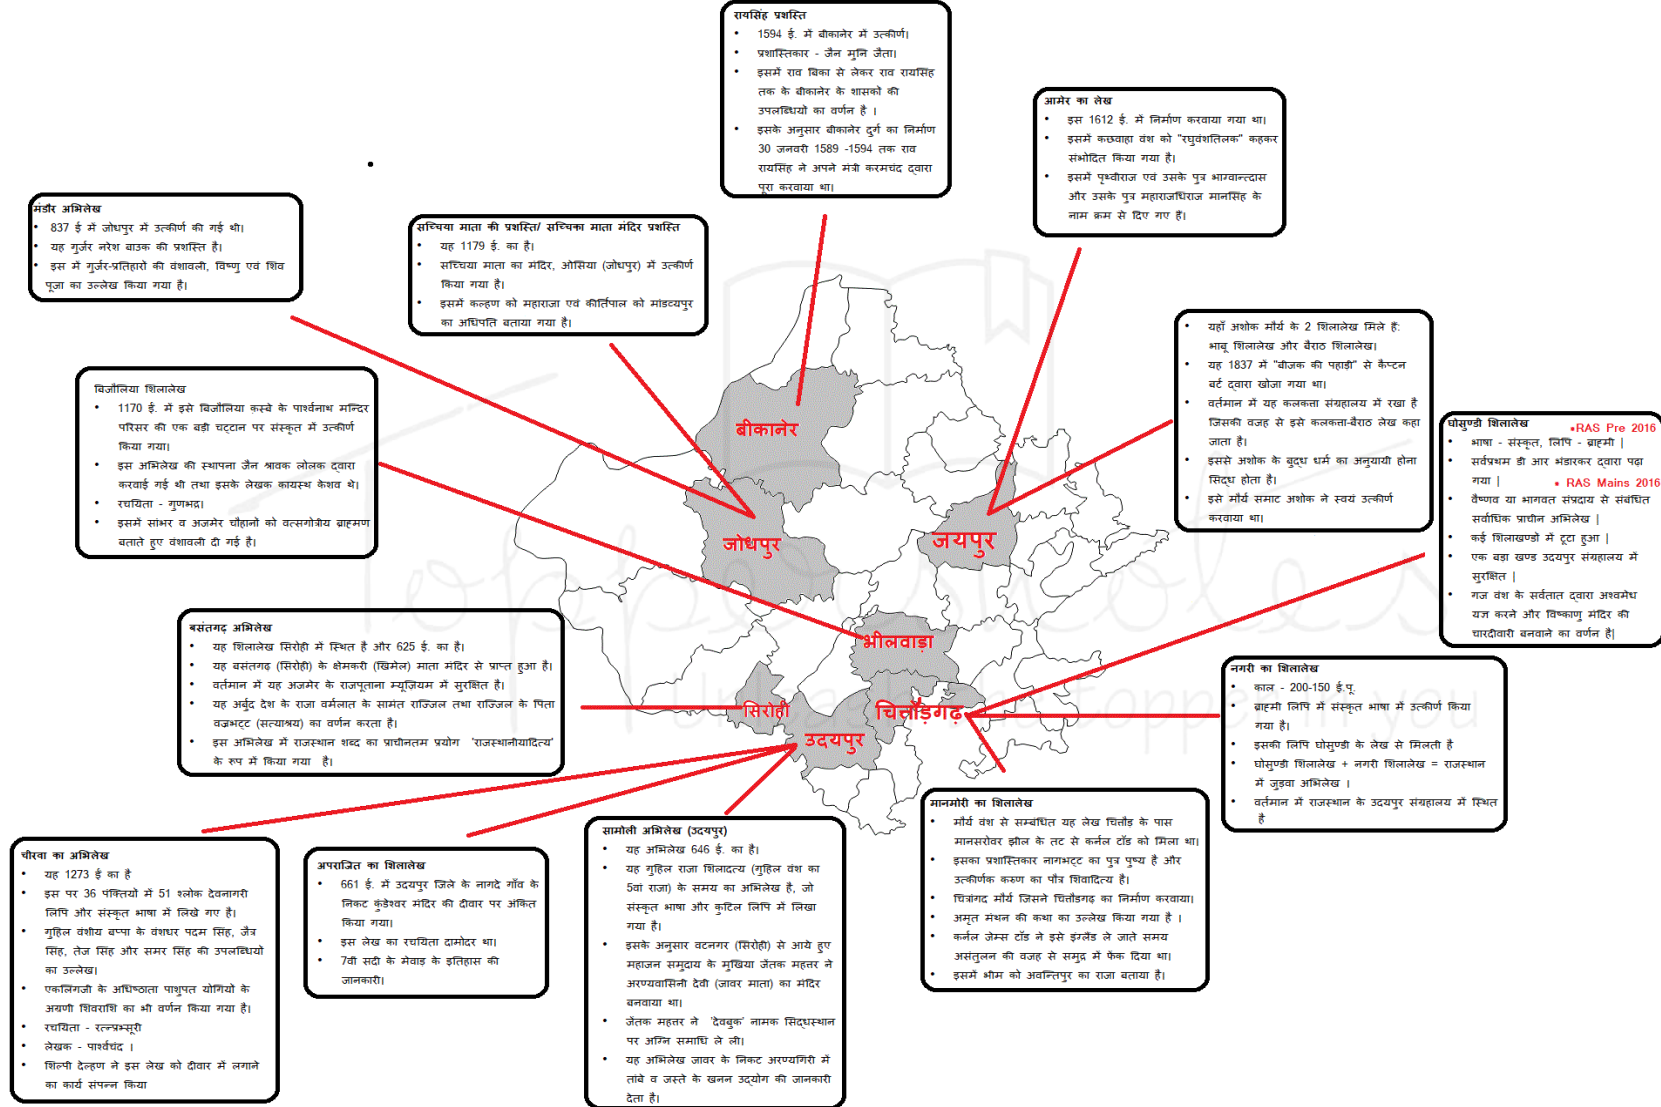 रायसिंह प्रशस्ति
• 1594 ई. में बीकानेर में उत्कीर्ण।
• प्रशास्तिकार - जैन मुनि जैता।
• इसमें राव बिका से लेकर राव रायसिंह
तक के बीकानेर के शासकों की
उपलब्धियों का वर्णन है ।
• इसके अनुसार बीकानेर दुर्ग का निर्माण
30 जनवरी 1589 -1594 तक राव
रायसिंह ने अपने मंत्री करमचंद द्वारा
पूरा करवाया था।
आमेर का लेख
• इस 1612 ई. में निर्माण करवाया गया था।
• इसमें कछवाहा वंश को "रघुवंशतिलक" कहकर
संभोदित किया गया है।
• इसमें पृथ्वीराज एवं उसके पुत्र भाग्वान्त्दास
और उसके पुत्र महाराजधिराज मानसिंह के
नाम क्रम से दिए गए हैं।
मंडौर अभिलेख
• 837 ई में जोधपुर में उत्कीर्ण की गई थी।
• यह गुर्जर नरेश बाउक की प्रशस्ति है।
• इस में गुर्जर-प्रतिहारों की वंशावली, विष्णु एवं शिव
पूजा का उल्लेख किया गया है।
सच्चिया माता की प्रशस्ति/ सच्चिका माता मंदिर प्रशस्ति
• यह 1179 ई. का है।
• सच्चिया माता का मंदिर, ओसिया (जोधपुर) में उत्कीर्ण
किया गया है।
• इसमें कल्हण को महाराजा एवं कीर्तिपाल को मांडव्यपुर
का अधिपति बताया गया है।
• यहाँ अशोक मौर्य के 2 शिलालेख मिले हैं:
भाबू शिलालेख और बैराठ शिलालेख।
• यह 1837 में "बीजक की पहाड़ी" से कैप्टन
बर्ट द्वारा खोजा गया था।
• वर्तमान में यह कलकता संग्रहालय में रखा है
जिसकी वजह से इसे कलकत्ता-बैराठ लेख कहा
जाता है।
• इससे अशोक के बुद्ध धर्म का अनुयायी होना
सिद्ध होता है।
• इसे मौर्य सम्राट अशोक ने स्वयं उत्कीर्ण
करवाया था।
बिजौलिया शिलालेख
• 1170 ई. में इसे बिजौलिया कस्बे के पार्श्वनाथ मन्दिर
परिसर की एक बड़ी चट्टान पर संस्कृत में उत्कीर्ण
किया गया।
• इस अभिलेख की स्थापना जैन श्रावक लोलक द्वारा
करवाई गई थी तथा इसके लेखक कायस्थ केशव थे।
• रचयिता - गुणभद्र।
• इसमें सांभर व अजमेर चौहानों को वत्सगोत्रीय ब्राह्मण
बताते हुए वंशावली दी गई है।
घोसुण्डी शिलालेख
•RAS Pre 2016
• भाषा - संस्कृत, लिपि - ब्राह्मी |
• सर्वप्रथम डी आर भंडारकर द्वारा पढ़ा
गया |
• RAS Mains 2016
• वैष्णव या भागवत संप्रदाय से संबंधित
सर्वाधिक प्राचीन अभिलेख |
• कई शिलाखण्डों में टूटा हुआ |
• एक बड़ा खण्ड उदयपुर संग्रहालय में
सुरक्षित |
• गज वंश के सर्वतात द्वारा अश्वमेध
यज्ञ करने और विष्काणु मंदिर की
चारदीवारी बनवाने का वर्णन है|
बीकानेर
जोधपुर
जयपुर
भीलवाड़ा
सिरोही
चित्तौड़गढ़
उदयपुर
Toppersnotes
Unleash the topper in you
बसंतगढ़ अभिलेख
• यह शिलालेख सिरोही में स्थित है और 625 ई. का है।
• यह बसंतगढ़ (सिरोही) के क्षेमकरी (खिमेल) माता मंदिर से प्राप्त हुआ है।
• वर्तमान में यह अजमेर के राजपूताना म्यूजियम में सुरक्षित है।
• यह अर्बुद देश के राजा वर्मलात के सामंत राज्जिल तथा राज्जिल के पिता
वज्रभट्ट (सत्याश्रय) का वर्णन करता है।
• इस अभिलेख में राजस्थान शब्द का प्राचीनतम प्रयोग 'राजस्थानीयादित्य'
के रुप में किया गया है।
नगरी का शिलालेख
• काल - 200-150 ई.पू.
• ब्राह्मी लिपि में संस्कृत भाषा में उत्कीर्ण किया
गया है।
• इसकी लिपि घोसुण्डी के लेख से मिलती है
• घोसुण्डी शिलालेख + नगरी शिलालेख = राजस्थान
में जुड़वा अभिलेख ।
• वर्तमान में राजस्थान के उदयपुर संग्रहालय में स्थित
है
मानमोरी का शिलालेख
• मौर्य वंश से सम्बंधित यह लेख चित्तौड़ के पास
मानसरोवर झील के तट से कर्नल टॉड को मिला था।
• इसका प्रशास्तिकार नागभट्ट का पुत्र पुष्य है और
उत्कीर्णक करुण का पौत्र शिवादित्य है।
• चित्रांगद मौर्य जिसने चित्तौडगढ़ का निर्माण करवाया।
• अमृत मंथन की कथा का उल्लेख किया गया है ।
• कर्नल जेम्स टॉड ने इसे इंग्लैंड ले जाते समय
असंतुलन की वजह से समुद्र में फेंक दिया था।
• इसमें भीम को अवन्तिपुर का राजा बताया है।
चीरवा का अभिलेख
• यह 1273 ई का है
• इस पर 36 पंक्तियों में 51 श्लोक देवनागरी
लिपि और संस्कृत भाषा में लिखे गए है।
• गुहिल वंशीय बप्पा के वंशधर पदम सिंह, जैत्र
सिंह, तेज सिंह और समर सिंह की उपलब्धियों
का उल्लेख।
• एकलिंगजी के अधिष्ठाता पाशुपत योगियों के
अग्रणी शिवराशि का भी वर्णन किया गया है।
• रचयिता - रत्नप्रभ्सूरी
• लेखक - पार्श्वचंद ।
• शिल्पी देल्हण ने इस लेख को दीवार में लगाने
का कार्य संपन्न किया
अपराजित का शिलालेख
• 661 ई. में उदयपुर जिले के नागदे गाँव के
निकट कुंडेश्वर मंदिर की दीवार पर अंकित
किया गया।
• इस लेख का रचयिता दामोदर था।
• 7वी सदी के मेवाड़ के इतिहास की
जानकारी।
सामोली अभिलेख (उदयपुर)
• यह अभिलेख 646 ई. का है।
• यह गुहिल राजा शिलादत्य (गुहिल वंश का
5वां राजा) के समय का अभिलेख है, जो
संस्कृत भाषा और कुटिल लिपि में लिखा
गया है।
• इसके अनुसार वटनगर (सिरोही) से आये हुए
महाजन समुदाय के मुखिया जेंतक महत्तर ने
अरण्यवासिनी देवी (जावर माता) का मंदिर
बनवाया था।
• जेंतक महत्तर ने 'देवबुक' नामक सिद्धस्थान
पर अग्नि समाधि ले ली।
• यह अभिलेख जावर के निकट अरण्यगिरी में
तांबे व जस्ते के खनन उद्योग की जानकारी
देता है।